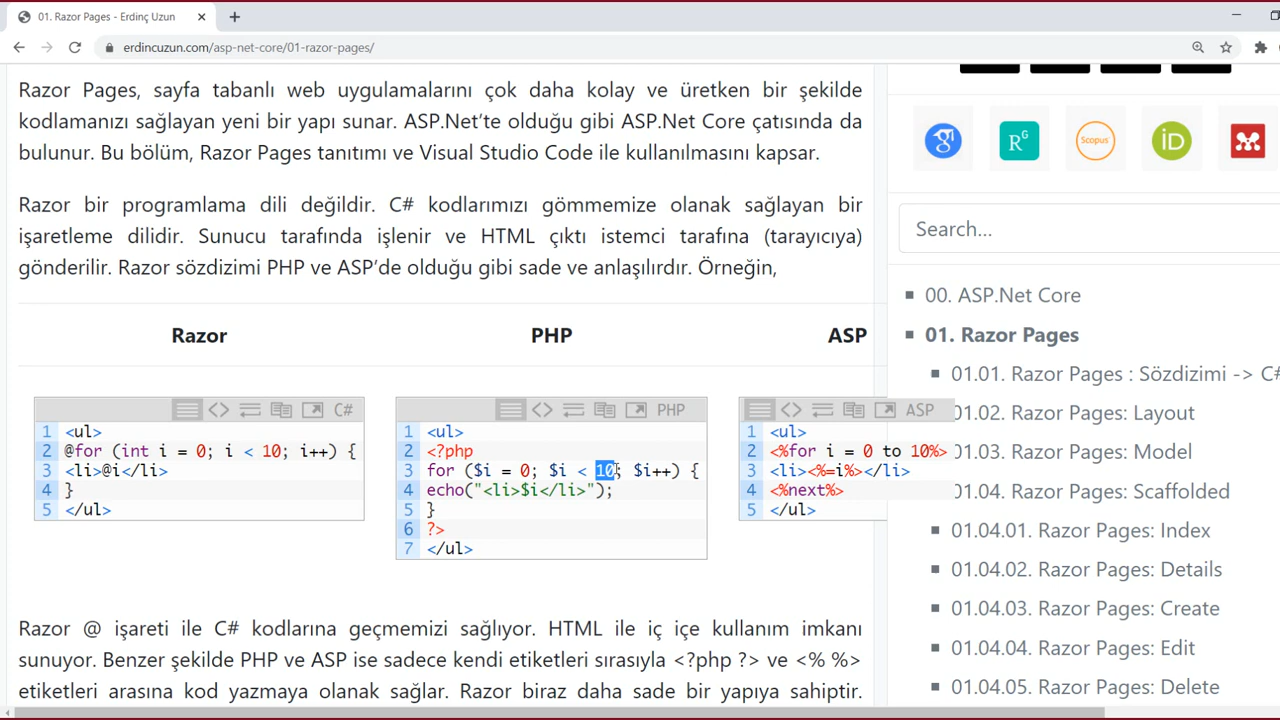 01. Razor Pages - Erdinç Uzun
erdincuzun.com/asp-net-core/01-razor-pages/
Razor Pages, sayfa tabanlı web uygulamalarını çok daha kolay ve üretken bir şekilde
kodlamanızı sağlayan yeni bir yapı sunar. ASP.Net'te olduğu gibi ASP.Net Core çatısında da
bulunur. Bu bölüm, Razor Pages tanıtımı ve Visual Studio Code ile kullanılmasını kapsar.
Razor bir programlama dili değildir. C# kodlarımızı gömmemize olanak sağlayan bir
işaretleme dilidir. Sunucu tarafında işlenir ve HTML çıktı istemci tarafına (tarayıcıya)
gönderilir. Razor sözdizimi PHP ve ASP'de olduğu gibi sade ve anlaşılırdır. Örneğin,
Razor
C#
1 <ul>
2 @for (int i = 0; i < 10; i++) {
3 <li>@i</li>
4 }
5 </ul>
PHP
PHP
1 <ul>
2 <?php
3 for ($i = 0; $i < 10; $i++) {
4 echo("<li>$i</li>");
5 }
6 ?>
7 </ul>
ASP
ASP
1 <ul>
2 <%for i = 0 to 10%>
3 <li><%=i%></li>
4 <%next%>
5 </ul>
Razor @ işareti ile C# kodlarına geçmemizi sağlıyor. HTML ile iç içe kullanım imkanı
sunuyor. Benzer şekilde PHP ve ASP ise sadece kendi etiketleri sırasıyla <?php ?> ve <% %>
etiketleri arasına kod yazmaya olanak sağlar. Razor biraz daha sade bir yapıya sahiptir.
RG
Scopus
iD
Search...
00. ASP.Net Core
01. Razor Pages
01.01. Razor Pages : Sözdizimi -> C#
01.02. Razor Pages: Layout
01.03. Razor Pages: Model
01.04. Razor Pages: Scaffolded
01.04.01. Razor Pages: Index
01.04.02. Razor Pages: Details
01.04.03. Razor Pages: Create
01.04.04. Razor Pages: Edit
01.04.05. Razor Pages: Delete